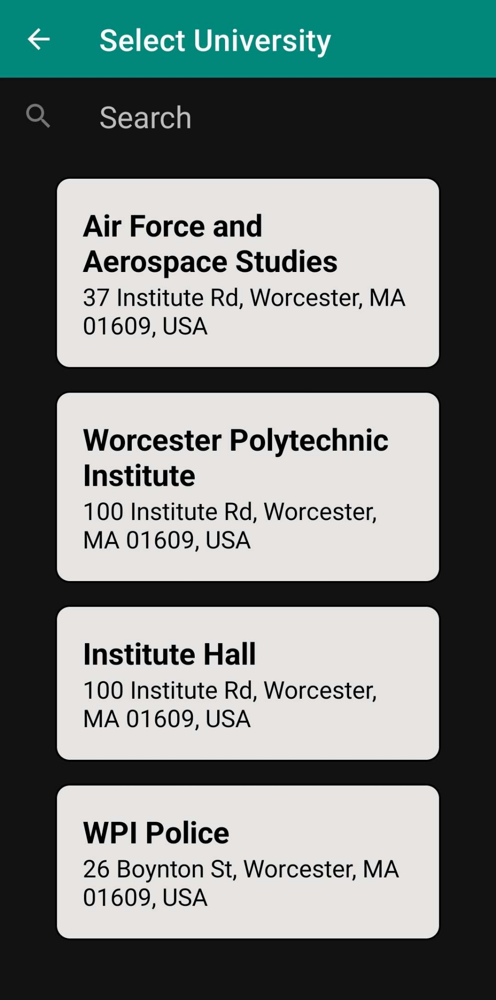 Select University
Search
Air Force and
Aerospace Studies
37 Institute Rd, Worcester, MA
01609, USA
Worcester Polytechnic
Institute
100 Institute Rd, Worcester,
MA 01609, USA
Institute Hall
100 Institute Rd, Worcester,
MA 01609, USA
WPI Police
26 Boynton St, Worcester, MA
01609, USA